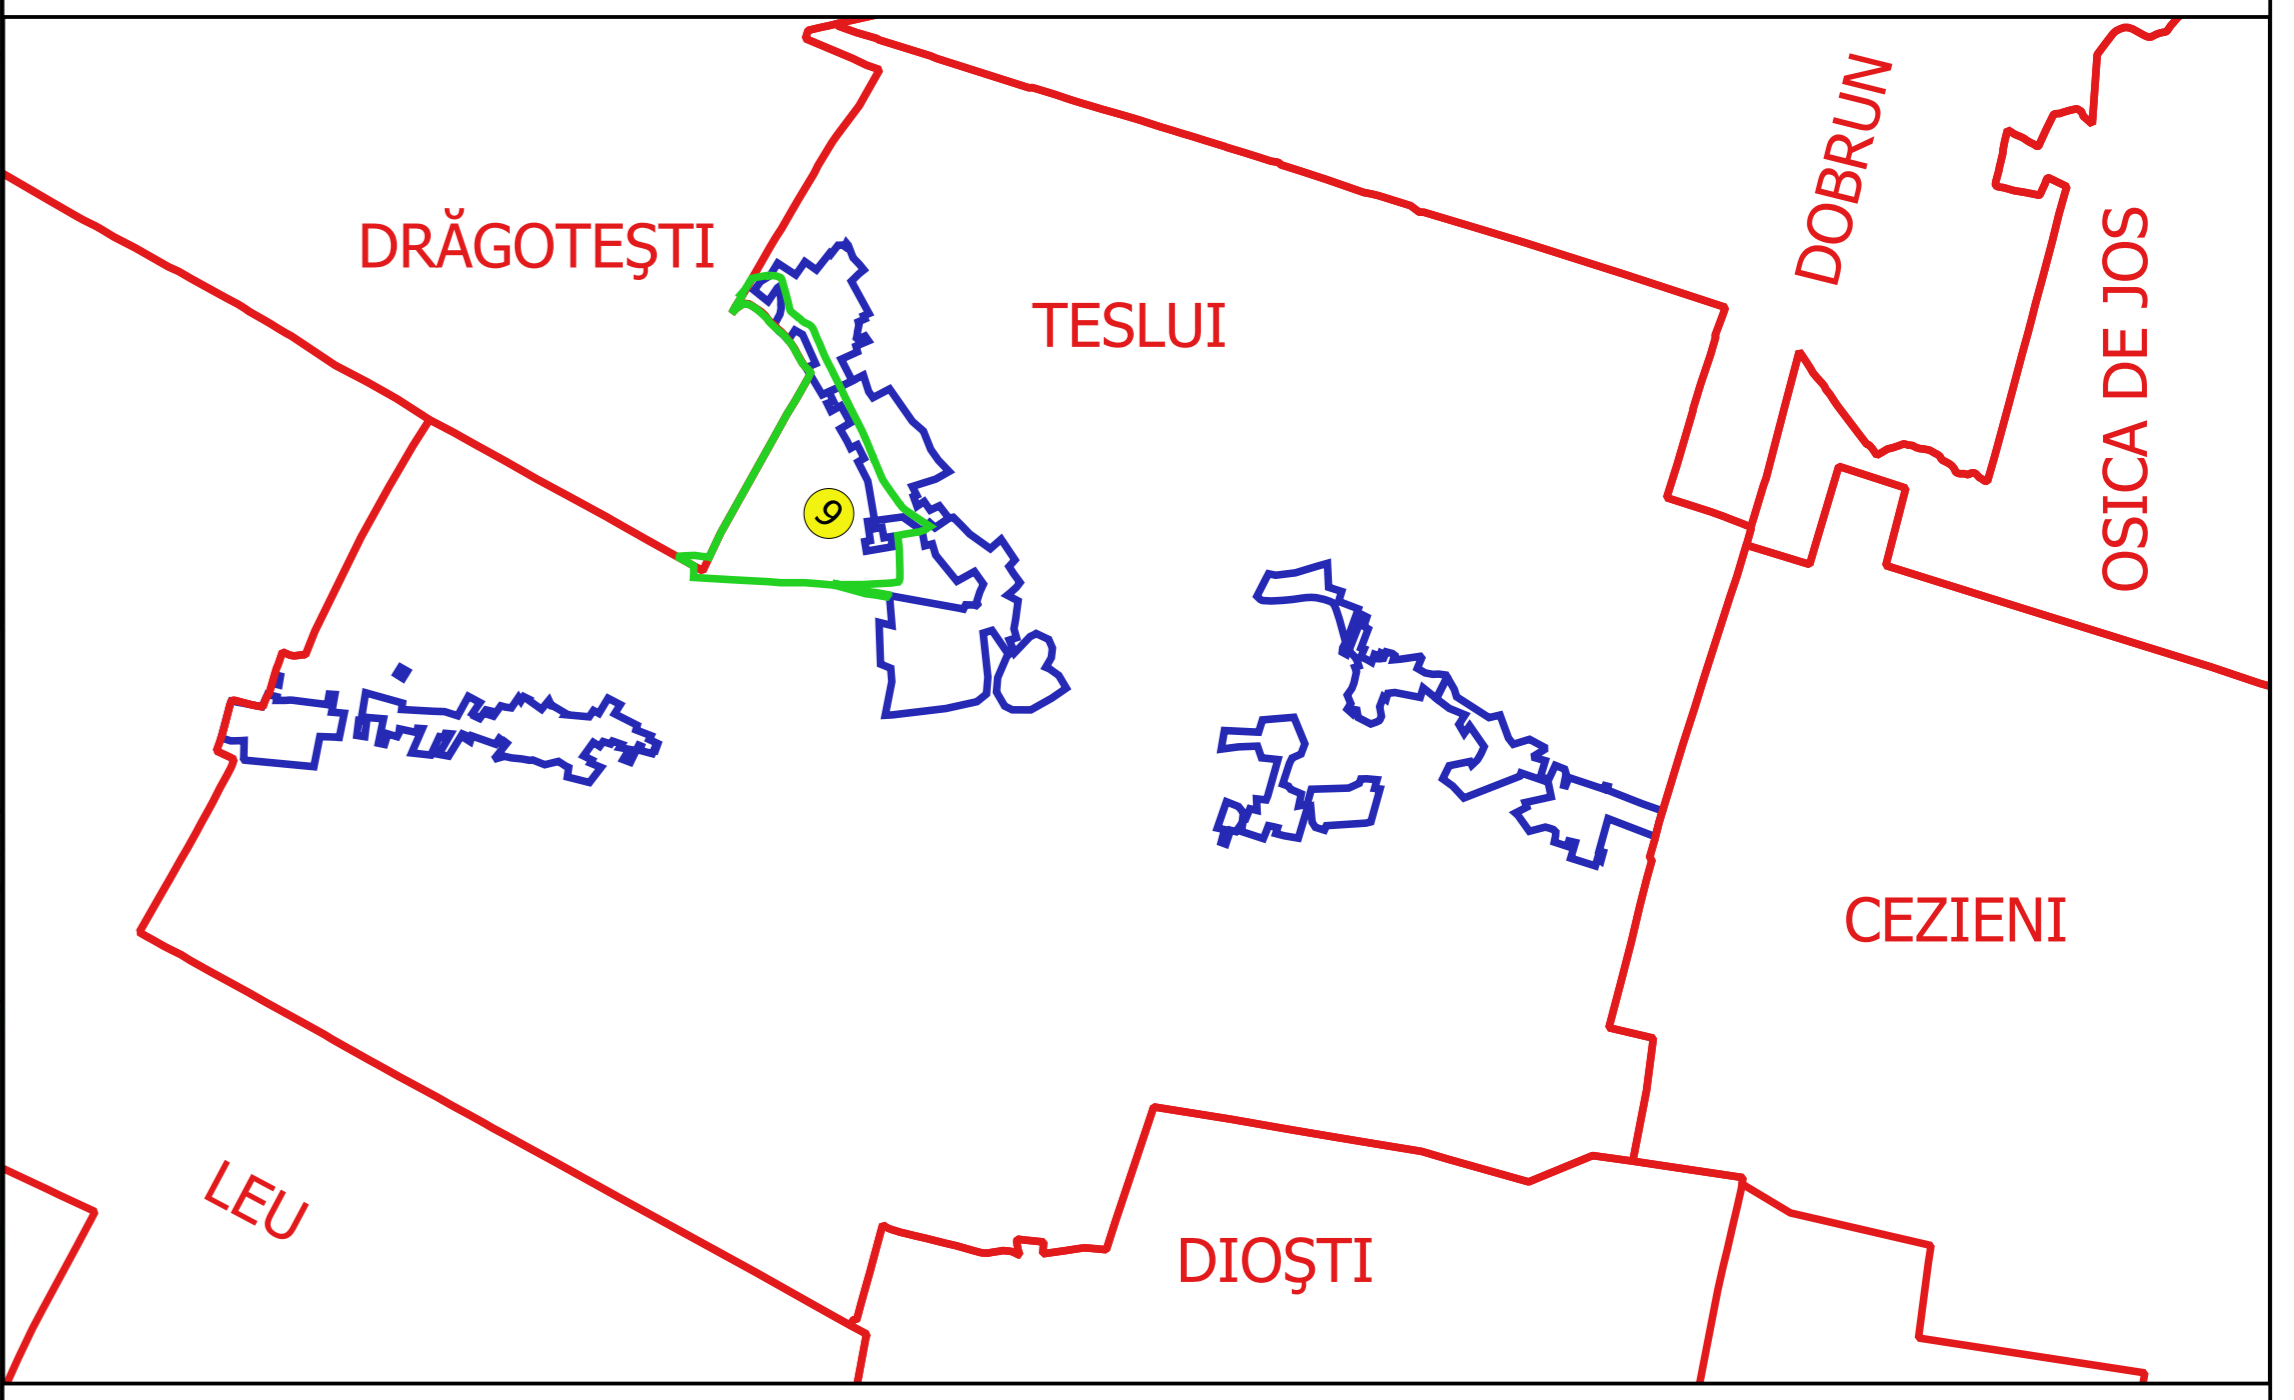 DOBRUN
DRĂGOTEŞTI
TESLUI
OSICA DE JOS
9
CEZIENI
LEU
DIOŞTI